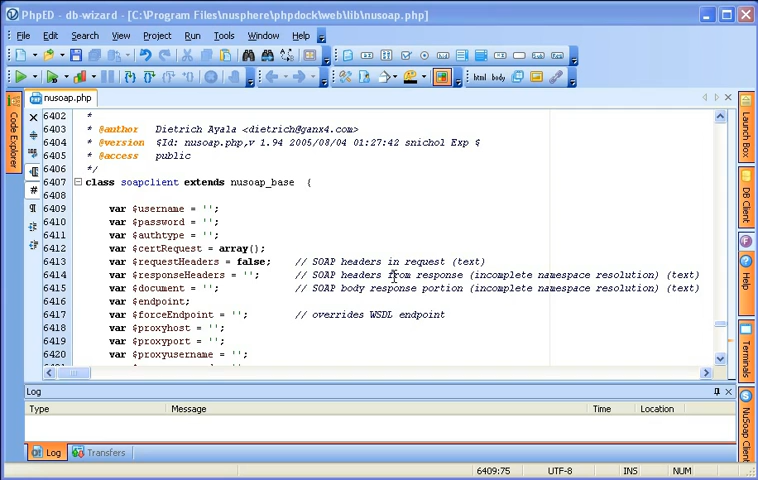 PhpED - db-wizard - [C:\Program Files\nusphere\phpdock\web\lib\nusoap.php]
File Edit Search View Project Run Tools Window Help
html body
nusoap.php
Code Explorer
6402 *
6403 * @author Dietrich Ayala <dietrich@ganx4.com>
6404 * @version $Id: nusoap.php,v 1.94 2005/08/04 01:27:42 snichol Exp $
6405 * @access public
6406 */
6407 class soapclient extends nusoap_base {
6408
6409 var $username = '';
6410 var $password = '';
6411 var $authtype = '';
6412 var $certRequest = array();
6413 var $requestHeaders = false; // SOAP headers in request (text)
6414 var $responseHeaders = ''; // SOAP headers from response (incomplete namespace resolution) (text)
6415 var $document = ''; // SOAP body response portion (incomplete namespace resolution) (text)
6416 var $endpoint;
6417 var $forceEndpoint = ''; // overrides WSDL endpoint
6418 var $proxyhost = '';
6419 var $proxyport = '';
6420 var $proxyusername = '';
Launch Box
DB Client
Help
Terminals
NuSoap Client
Log
Type Message Time Location
Log Transfers
6409:75 UTF-8 INS NUM